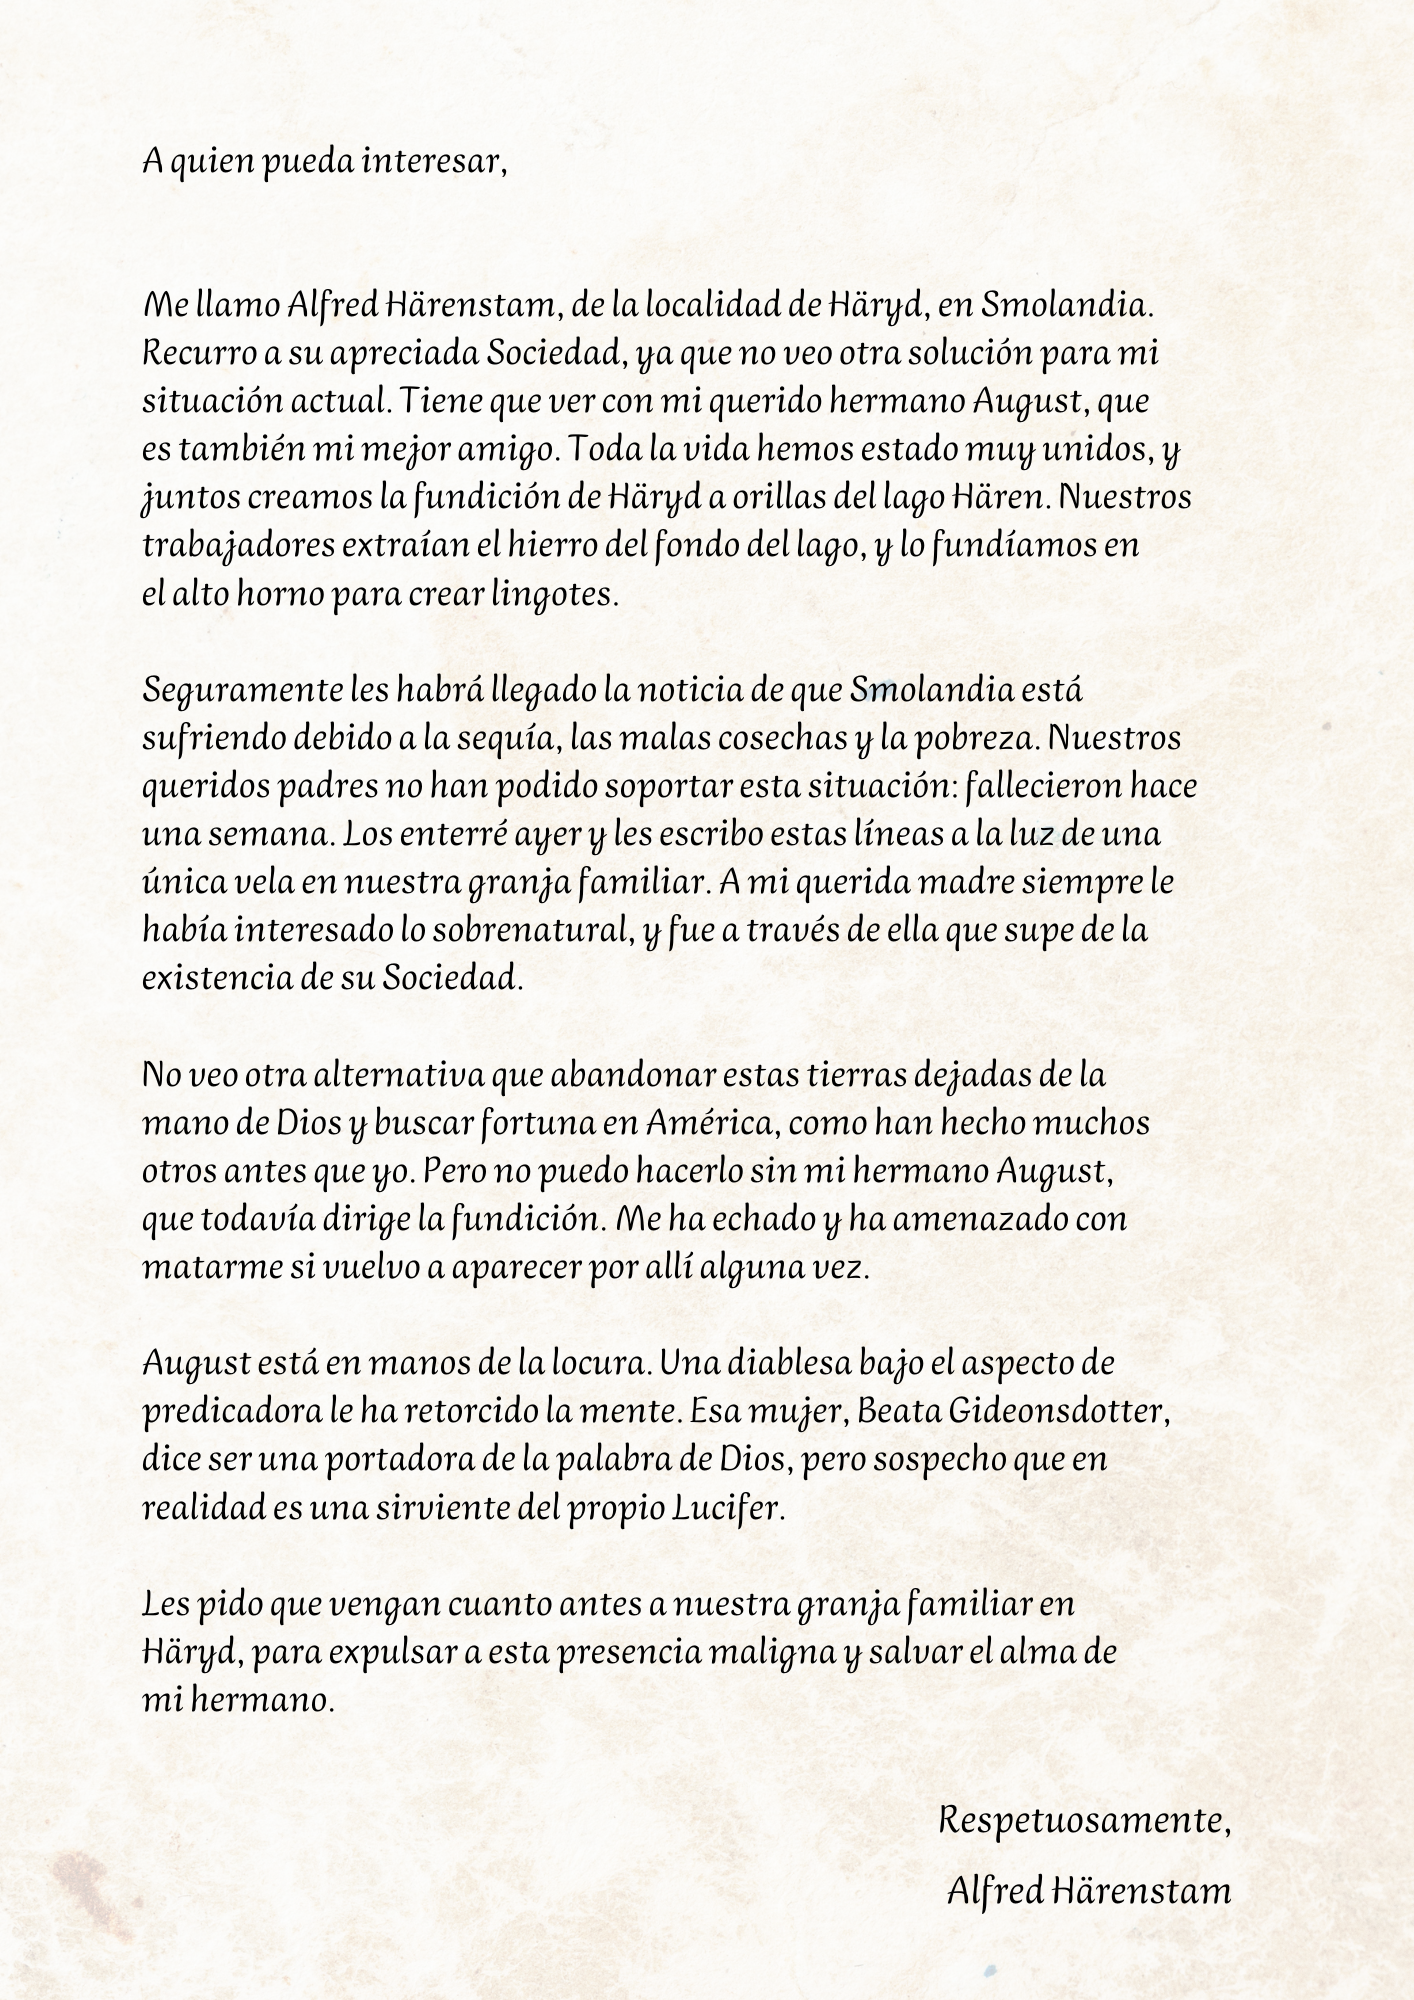 A quien pueda interesar,
Me llamo Alfred Härenstam, de la localidad de Häryd, en Smolandia.
Recurro a su apreciada Sociedad, ya que no veo otra solución para mi
situación actual. Tiene que ver con mi querido hermano August, que
es también mi mejor amigo. Toda la vida hemos estado muy unidos, y
juntos creamos la fundición de Häryd a orillas del lago Hären. Nuestros
trabajadores extraían el hierro del fondo del lago, y lo fundíamos en
el alto horno para crear lingotes.
Seguramente les habrá llegado la noticia de que Smolandia está
sufriendo debido a la sequía, las malas cosechas y la pobreza. Nuestros
queridos padres no han podido soportar esta situación: fallecieron hace
una semana. Los enterré ayer y les escribo estas líneas a la luz de una
única vela en nuestra granja familiar. A mi querida madre siempre le
había interesado lo sobrenatural, y fue a través de ella que supe de la
existencia de su Sociedad.
No veo otra alternativa que abandonar estas tierras dejadas de la
mano de Dios y buscar fortuna en América, como han hecho muchos
otros antes que yo. Pero no puedo hacerlo sin mi hermano August,
que todavía dirige la fundición. Me ha echado y ha amenazado con
matarme si vuelvo a aparecer por allí alguna vez.
August está en manos de la locura. Una diablesa bajo el aspecto de
predicadora le ha retorcido la mente. Esa mujer, Beata Gideonsdotter,
dice ser una portadora de la palabra de Dios, pero sospecho que en
realidad es una sirviente del propio Lucifer.
Les pido que vengan cuanto antes a nuestra granja familiar en
Häryd, para expulsar a esta presencia maligna y salvar el alma de
mi hermano.
Respetuosamente,
Alfred Härenstam